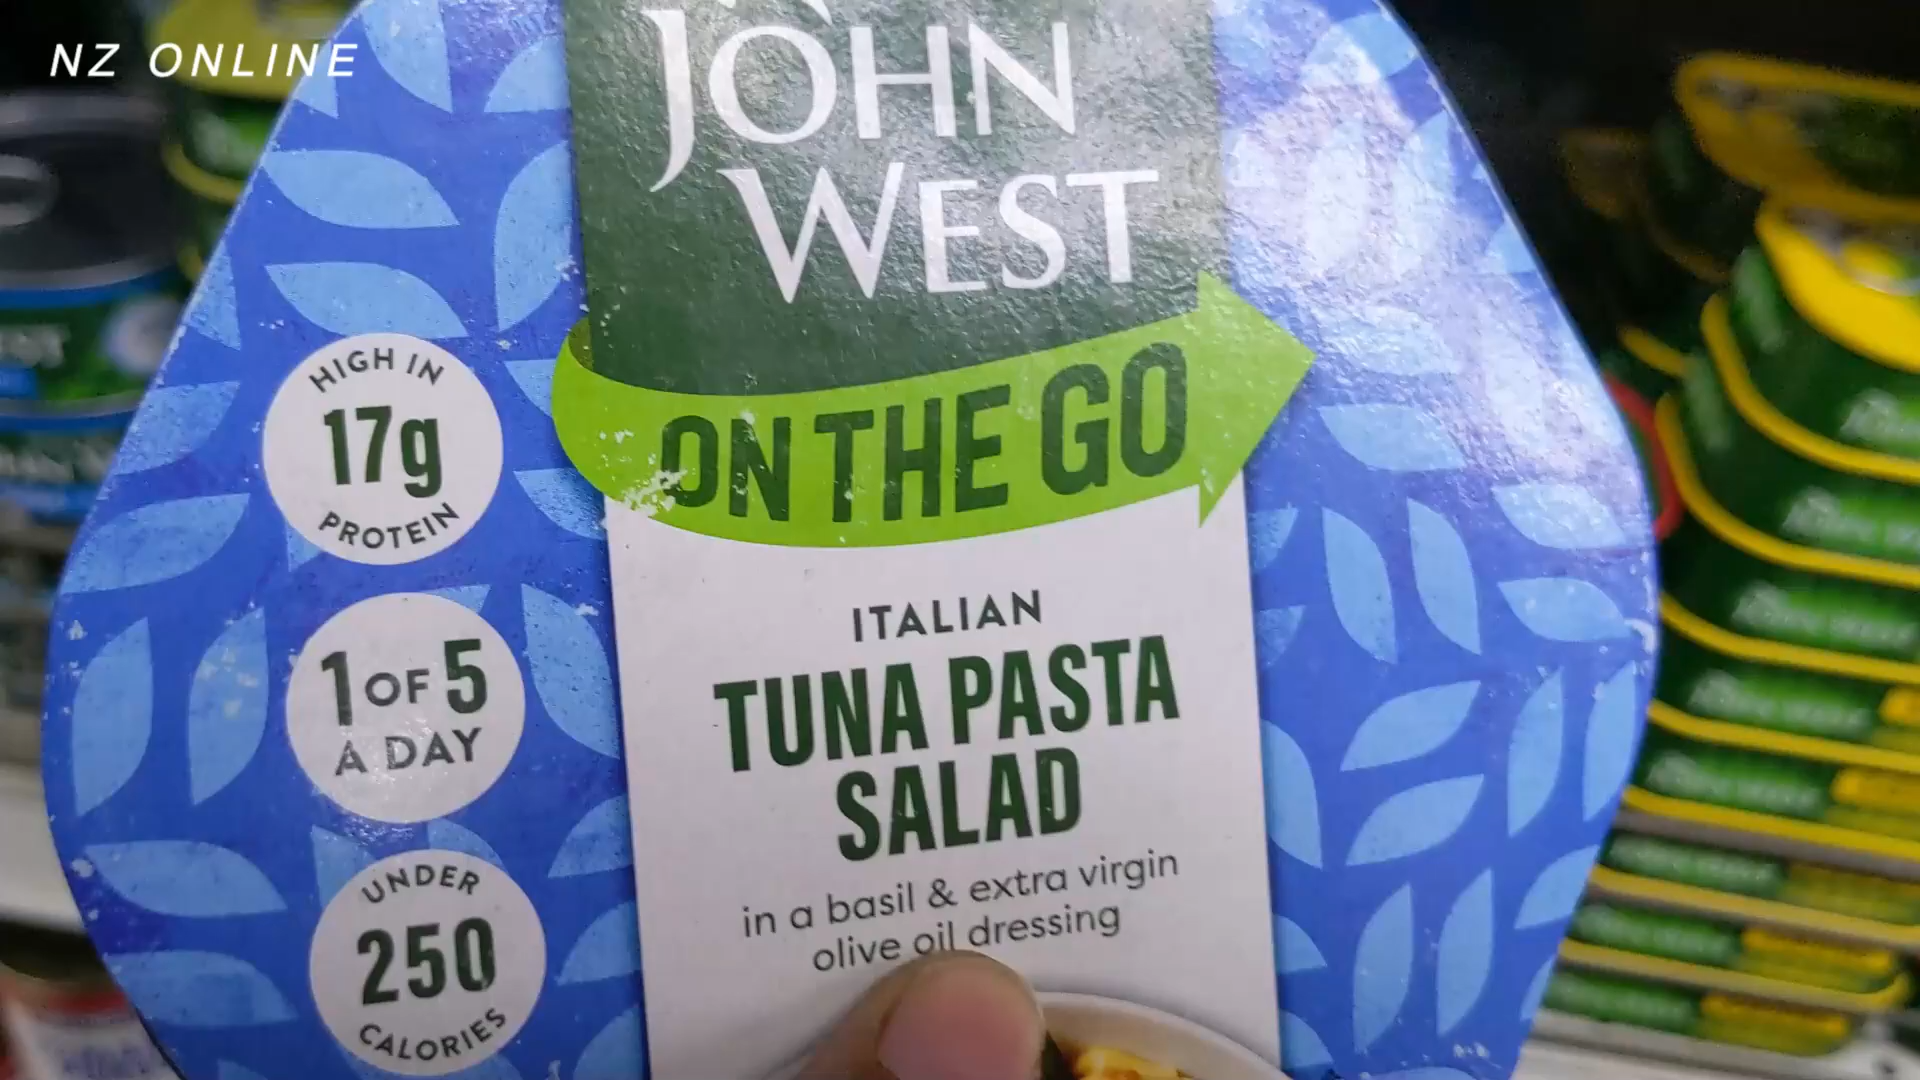 NZ ONLINE
JOHN
WEST
ON THE GO
HIGH IN
17g
PROTEIN
1 OF 5
A DAY
UNDER
250
CALORIES
ITALIAN
TUNA PASTA
SALAD
in a basil & extra virgin
olive oil dressing